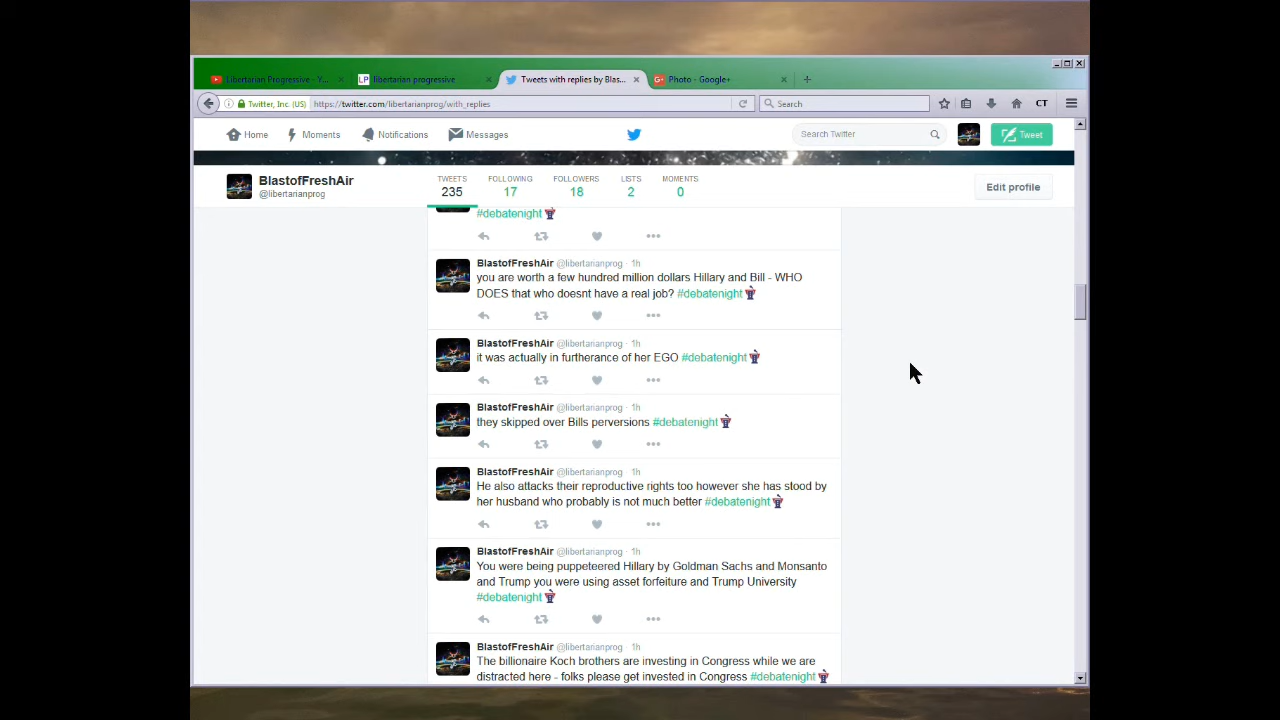 Libertarian Progressive - Y...
LP libertarian progressive
Tweets with replies by Blas...
Photo - Google+
Twitter, Inc. (US)
https://twitter.com/libertarianprog/with_replies
Search
CT
Home
Moments
Notifications
Messages
Search Twitter
Tweet
BlastofFreshAir
@libertarianprog
TWEETS
235
FOLLOWING
17
FOLLOWERS
18
LISTS
2
MOMENTS
0
Edit profile
#debatenight
BlastofFreshAir @libertarianprog · 1h
you are worth a few hundred million dollars Hillary and Bill - WHO
DOES that who doesnt have a real job? #debatenight
BlastofFreshAir @libertarianprog · 1h
it was actually in furtherance of her EGO #debatenight
BlastofFreshAir @libertarianprog · 1h
they skipped over Bills perversions #debatenight
BlastofFreshAir @libertarianprog · 1h
He also attacks their reproductive rights too however she has stood by
her husband who probably is not much better #debatenight
BlastofFreshAir @libertarianprog · 1h
You were being puppeteered Hillary by Goldman Sachs and Monsanto
and Trump you were using asset forfeiture and Trump University
#debatenight
BlastofFreshAir @libertarianprog · 1h
The billionaire Koch brothers are investing in Congress while we are
distracted here - folks please get invested in Congress #debatenight